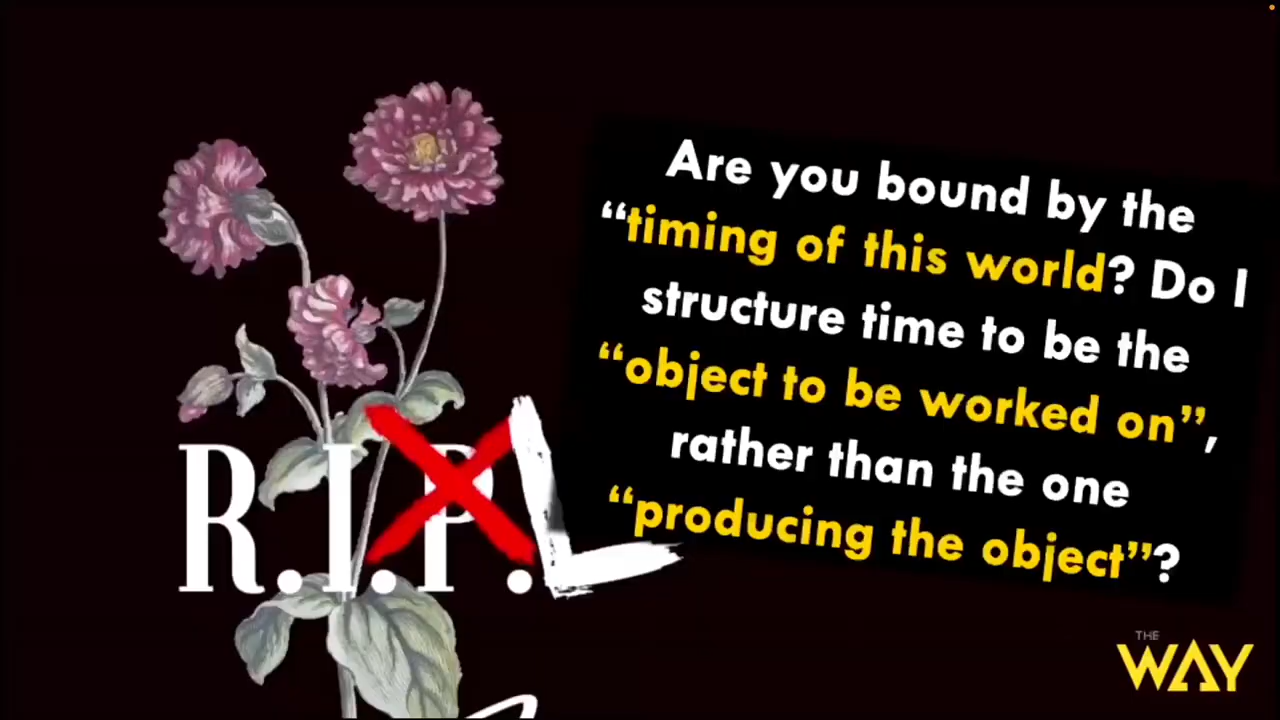 Are you bound by the
“timing of this world? Do I
structure time to be the
“object to be worked on”,
rather than the one
“producing the object”?
R.I.P.L
THE
WAY